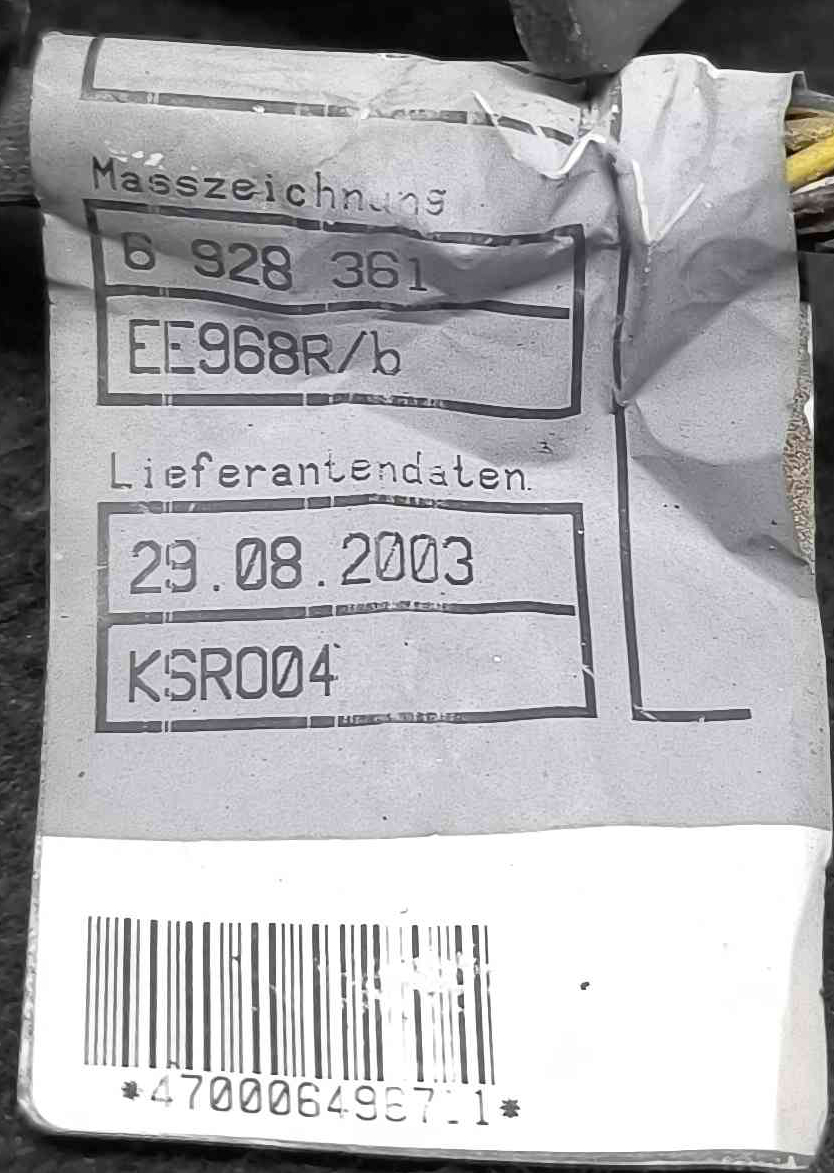 Masszeichnung
6 928 361
EE968R/b
Lieferantendaten
29.08.2003
KSR004